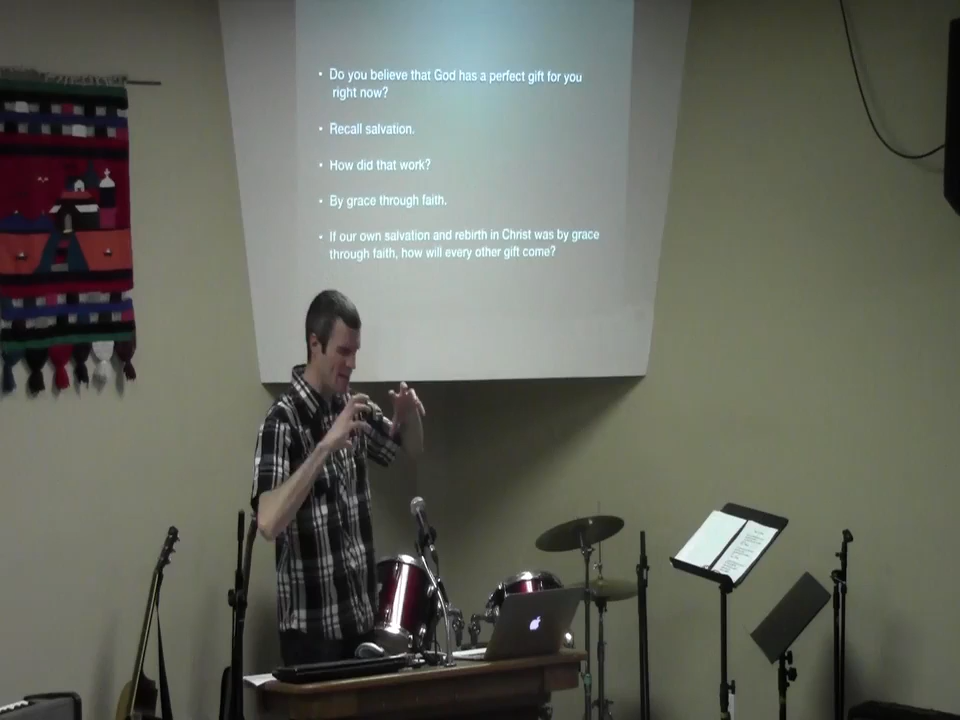 • Do you believe that God has a perfect gift for you
right now?
• Recall salvation.
• How did that work?
• By grace through faith.
• If our own salvation and rebirth in Christ was by grace
through faith, how will every other gift come?